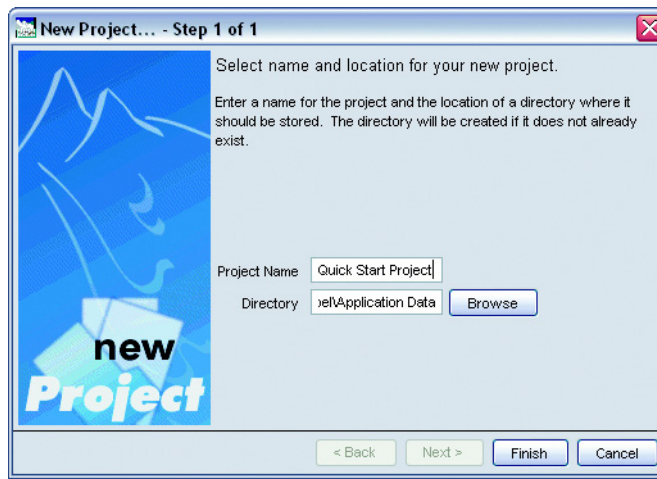 New Project... - Step 1 of 1
Select name and location for your new project.
Enter a name for the project and the location of a directory where it
should be stored. The directory will be created if it does not already
exist.
Project Name Quick Start Project
Directory el\Application Data Browse
new
Project
< Back Next > Finish Cancel